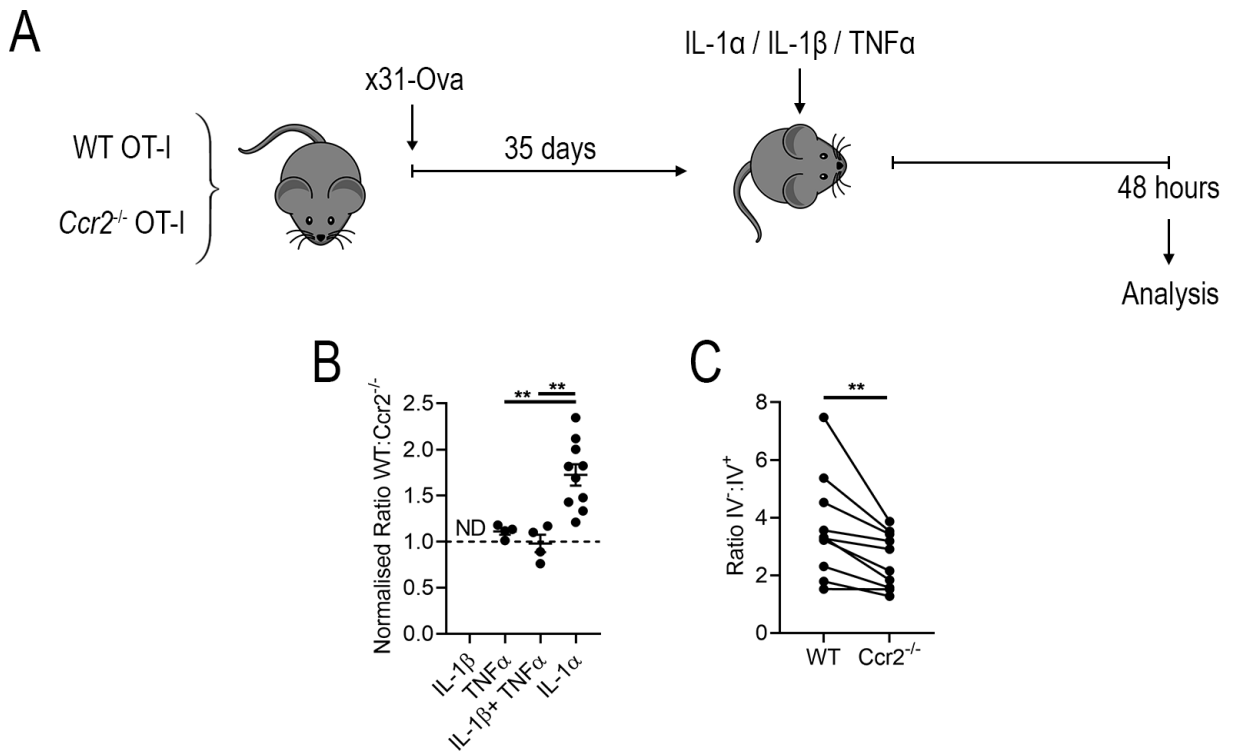 A
IL-1α / IL-1β / TNFα
x31-Ova
WT OT-I
35 days
Ccr2-/- OT-I
48 hours
Analysis
B
Normalised Ratio WT:Ccr2-/-
2.5
2.0
1.5
1.0
0.5
0.0
**
**
ND
IL-1β
TNFα
IL-1β+ TNFα
IL-1α
C
Ratio IV-:IV+
8
6
4
2
0
**
WT
Ccr2-/-